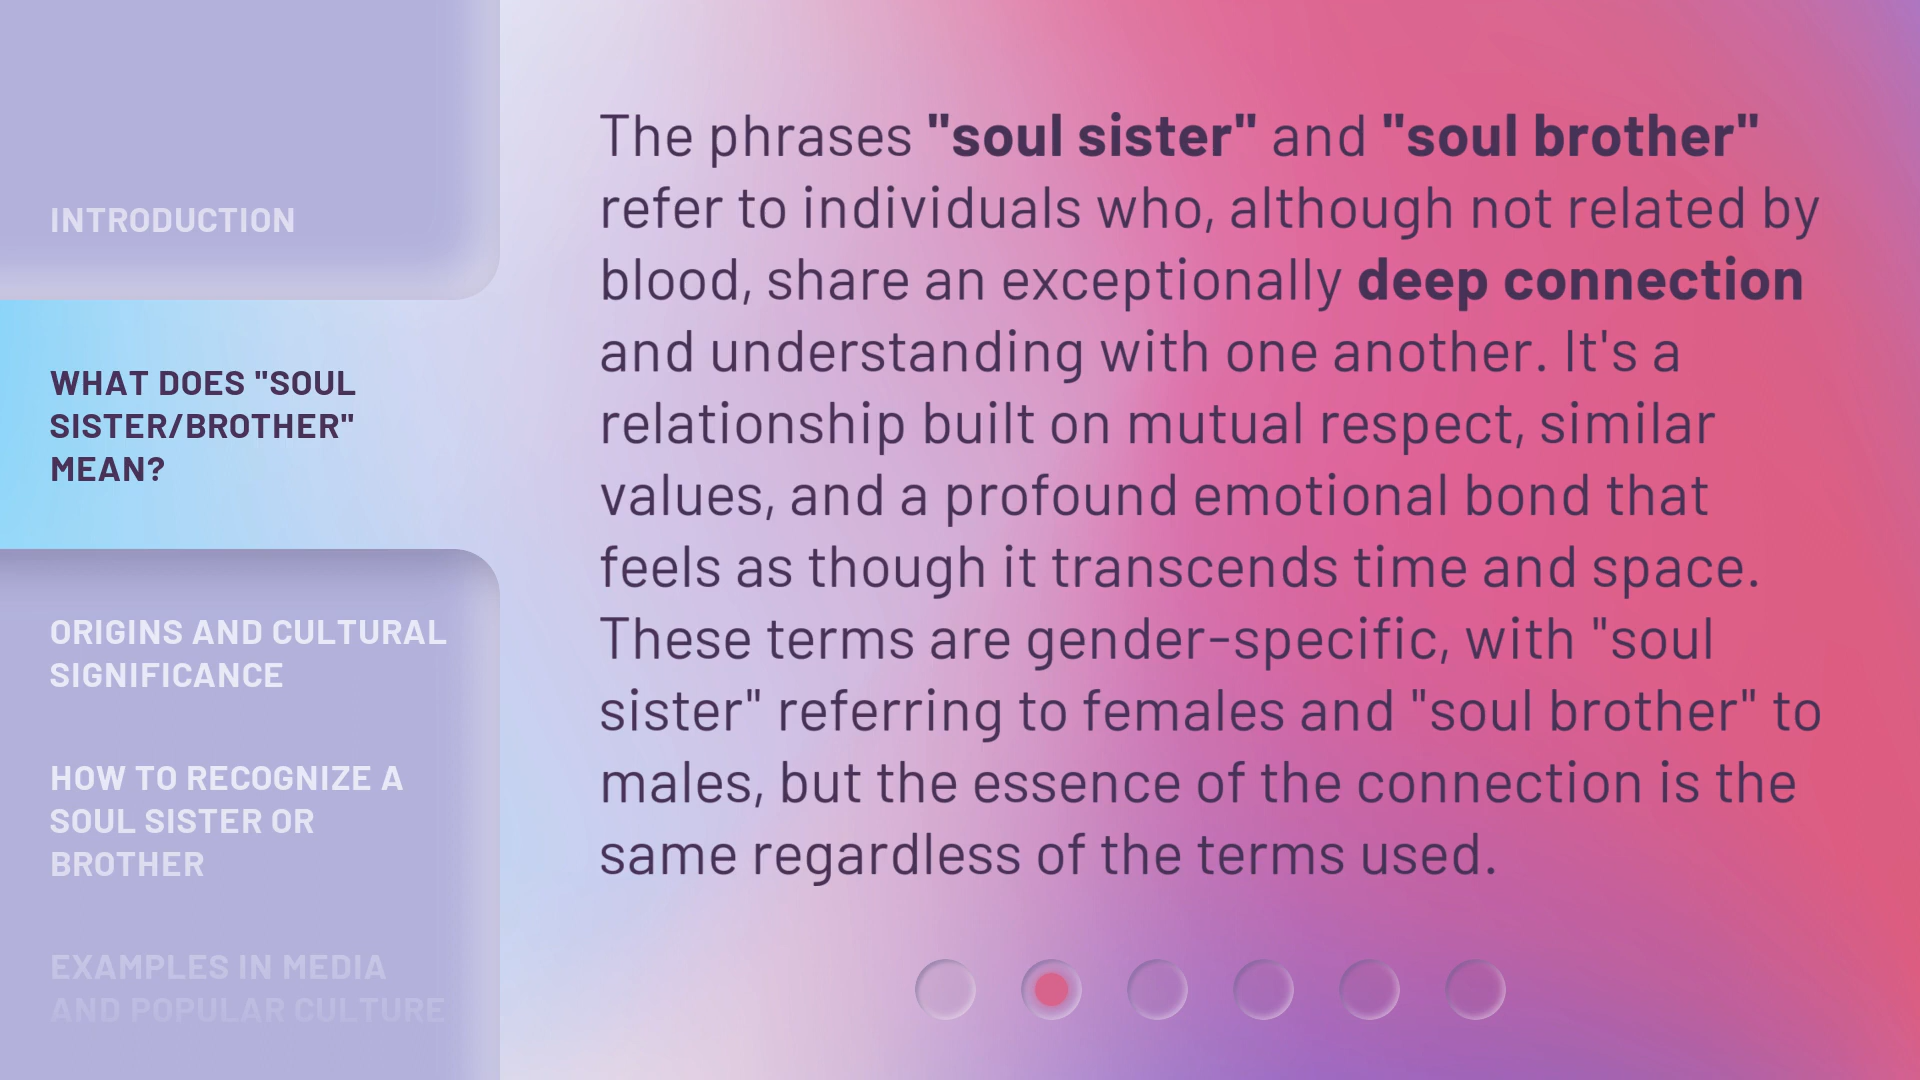 INTRODUCTION
WHAT DOES "SOUL
SISTER/BROTHER"
MEAN?
ORIGINS AND CULTURAL
SIGNIFICANCE
HOW TO RECOGNIZE A
SOUL SISTER OR
BROTHER
EXAMPLES IN MEDIA
AND POPULAR CULTURE
The phrases "soul sister" and "soul brother"
refer to individuals who, although not related by
blood, share an exceptionally deep connection
and understanding with one another. It's a
relationship built on mutual respect, similar
values, and a profound emotional bond that
feels as though it transcends time and space.
These terms are gender-specific, with "soul
sister" referring to females and "soul brother" to
males, but the essence of the connection is the
same regardless of the terms used.